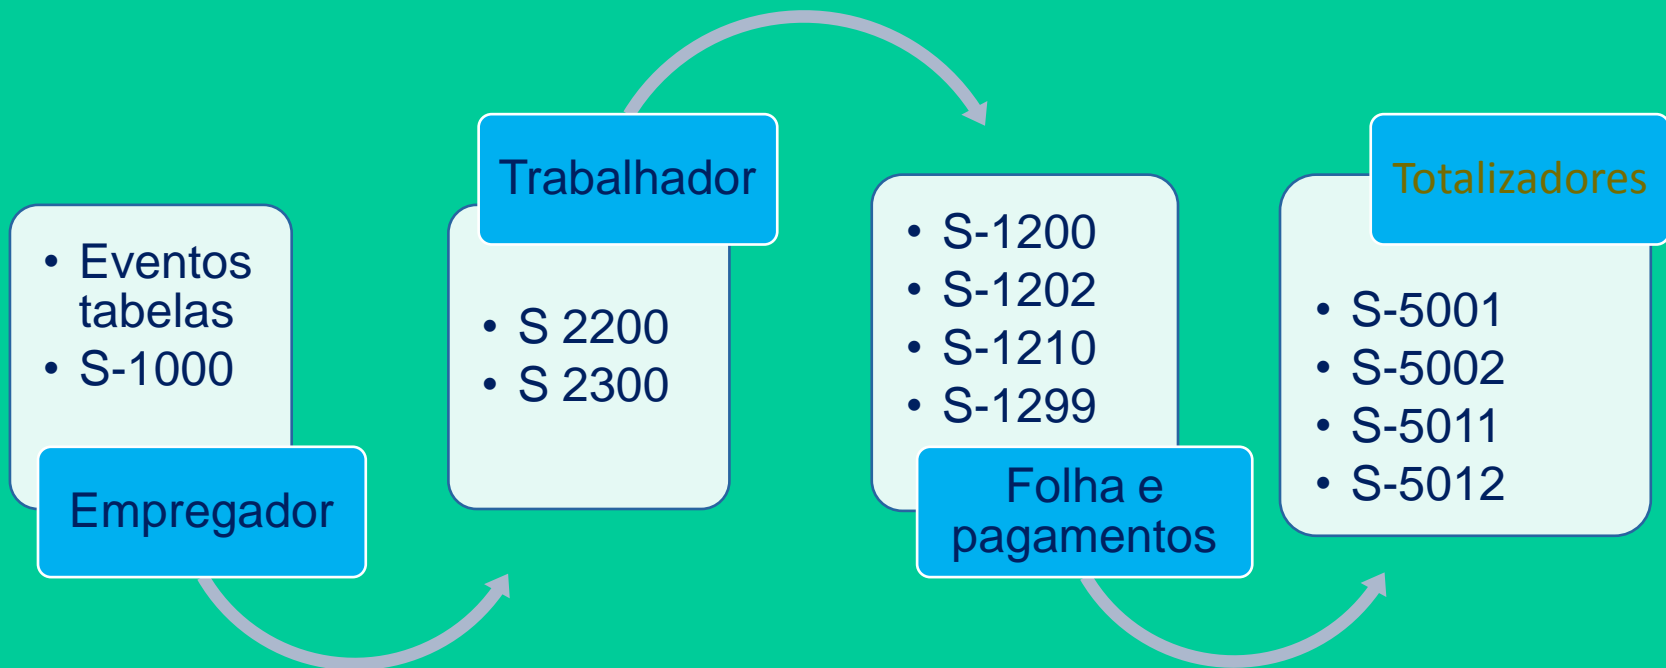 • Eventos
tabelas
• S-1000
Empregador
Trabalhador
• S 2200
• S 2300
• S-1200
• S-1202
• S-1210
• S-1299
Folha e
pagamentos
Totalizadores
• S-5001
• S-5002
• S-5011
• S-5012